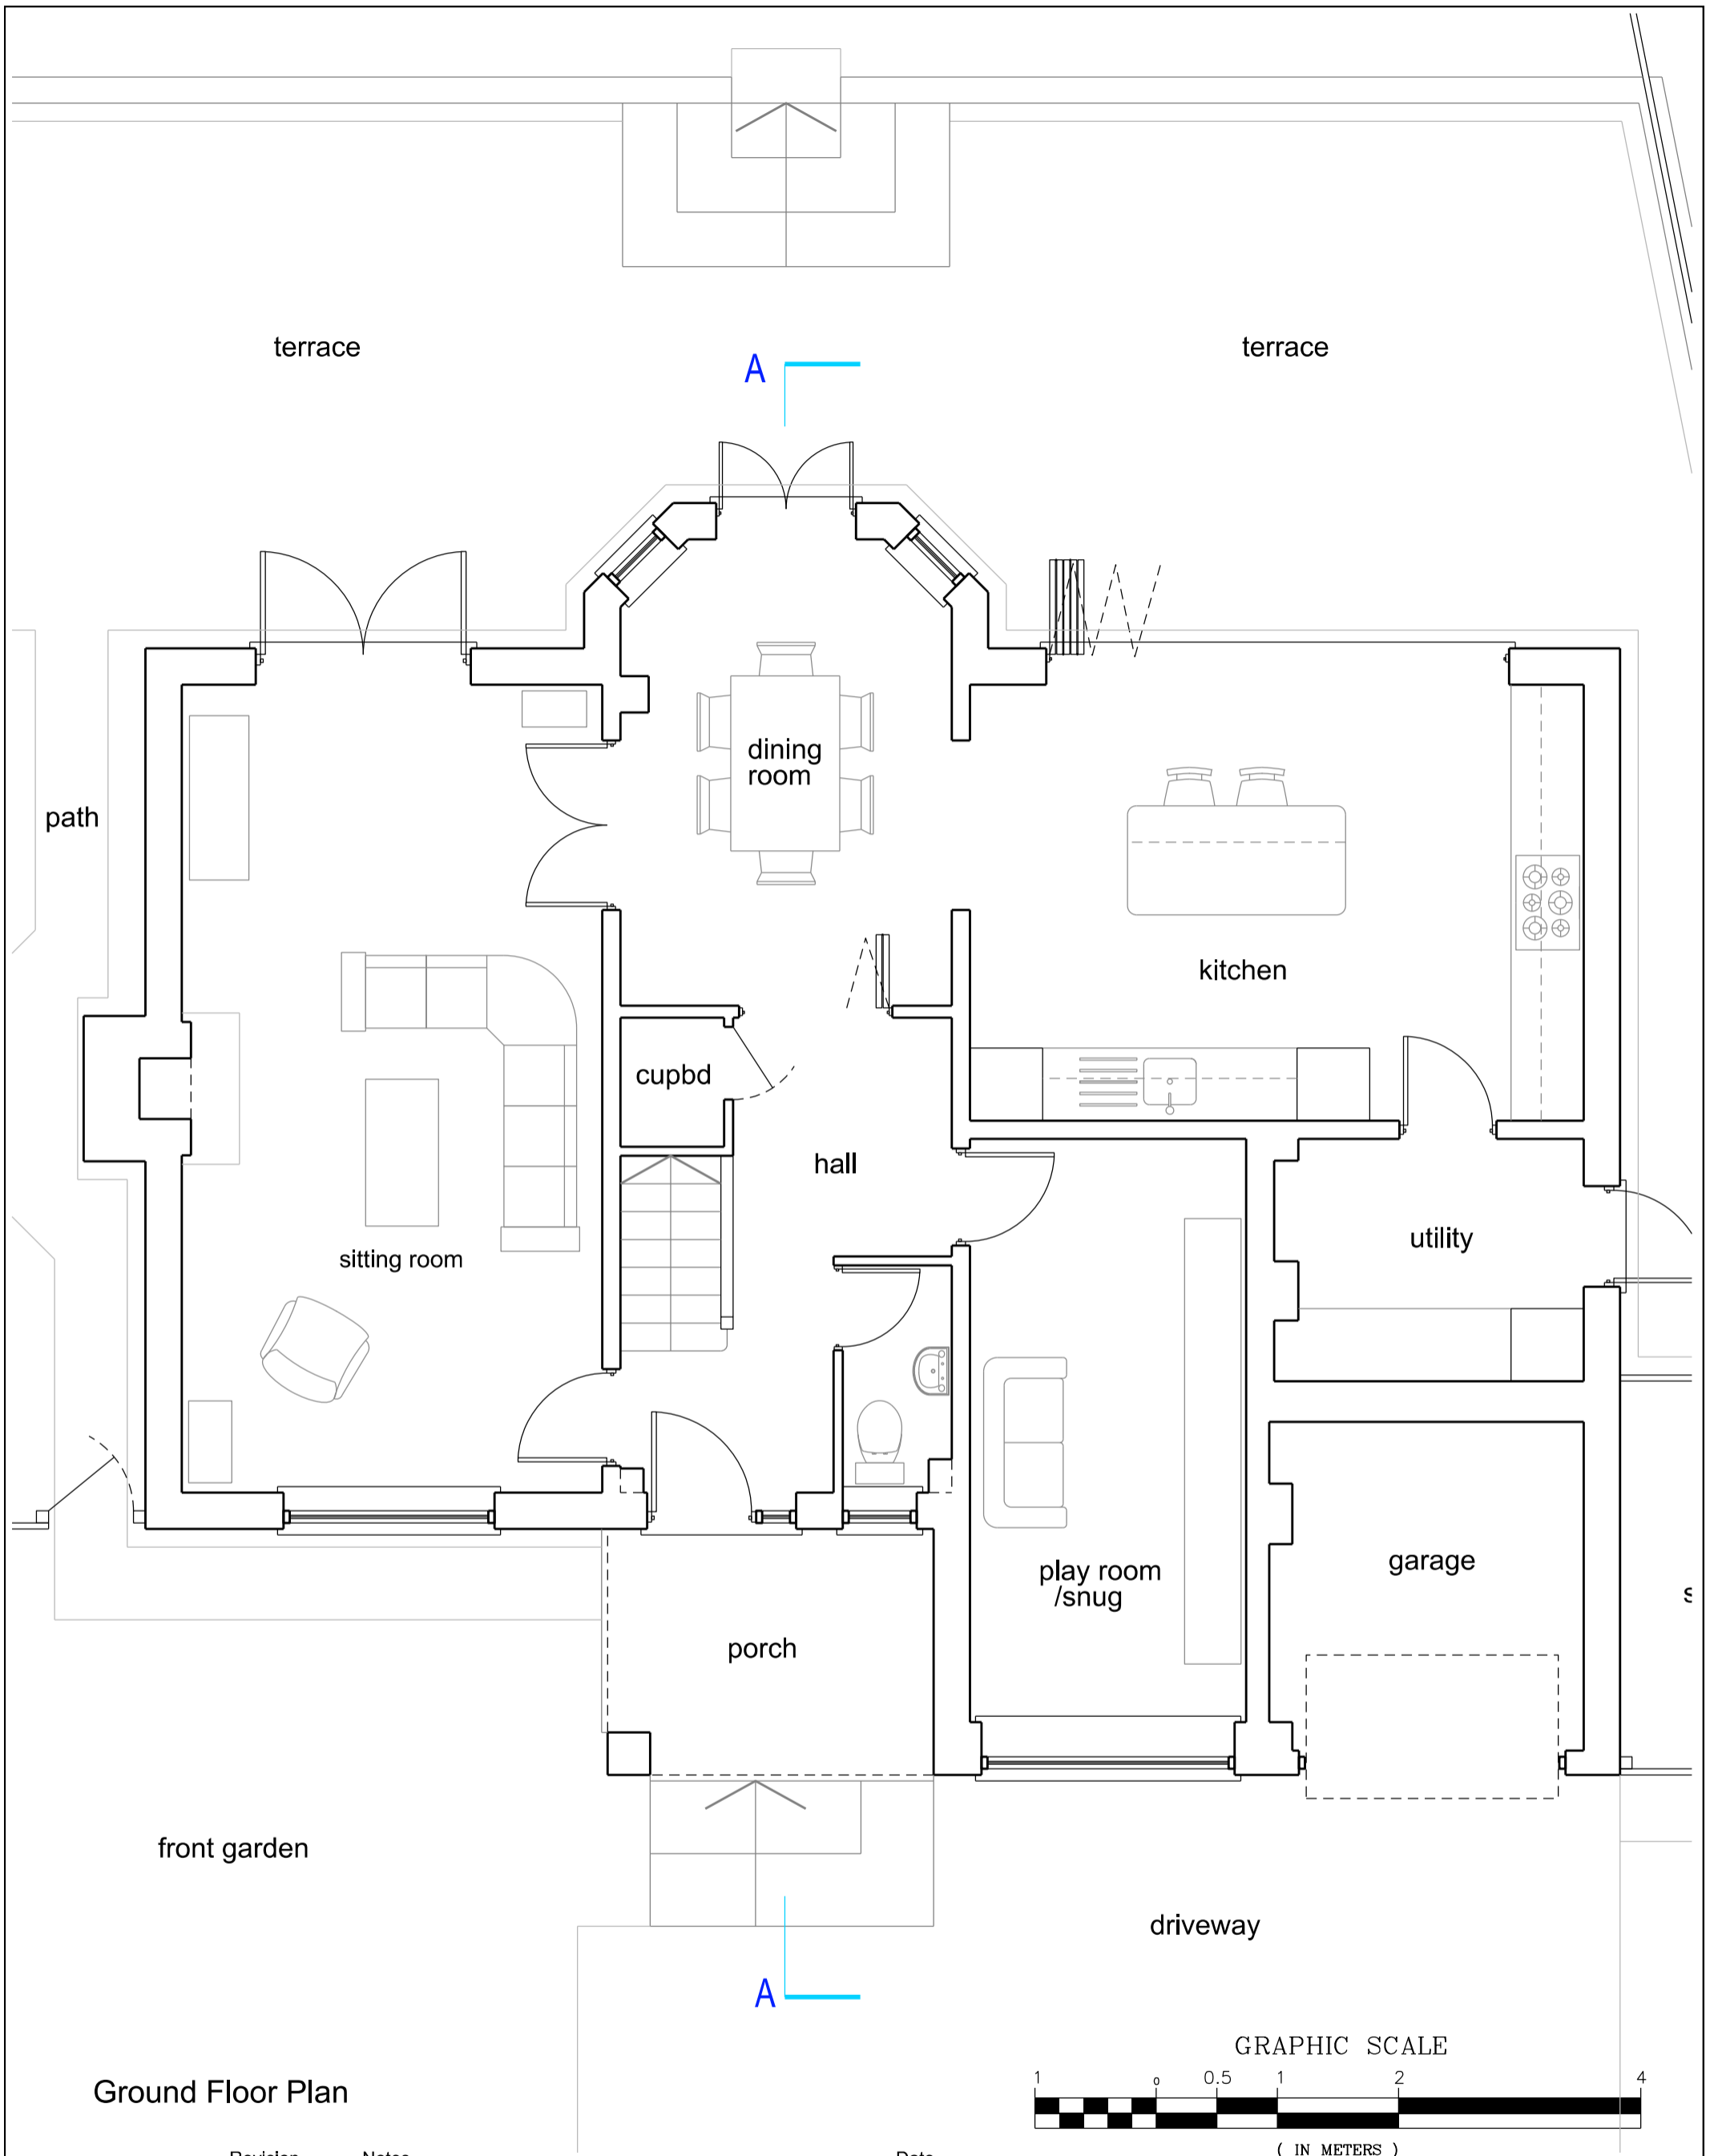 terrace
terrace
A
dining
room
path
kitchen
cupbd
hall
utility
sitting room
play room
/snug
garage
porch
front garden
driveway
A
GRAPHIC SCALE
1 0 0.5 1 2 4
( IN METERS )
Ground Floor Plan